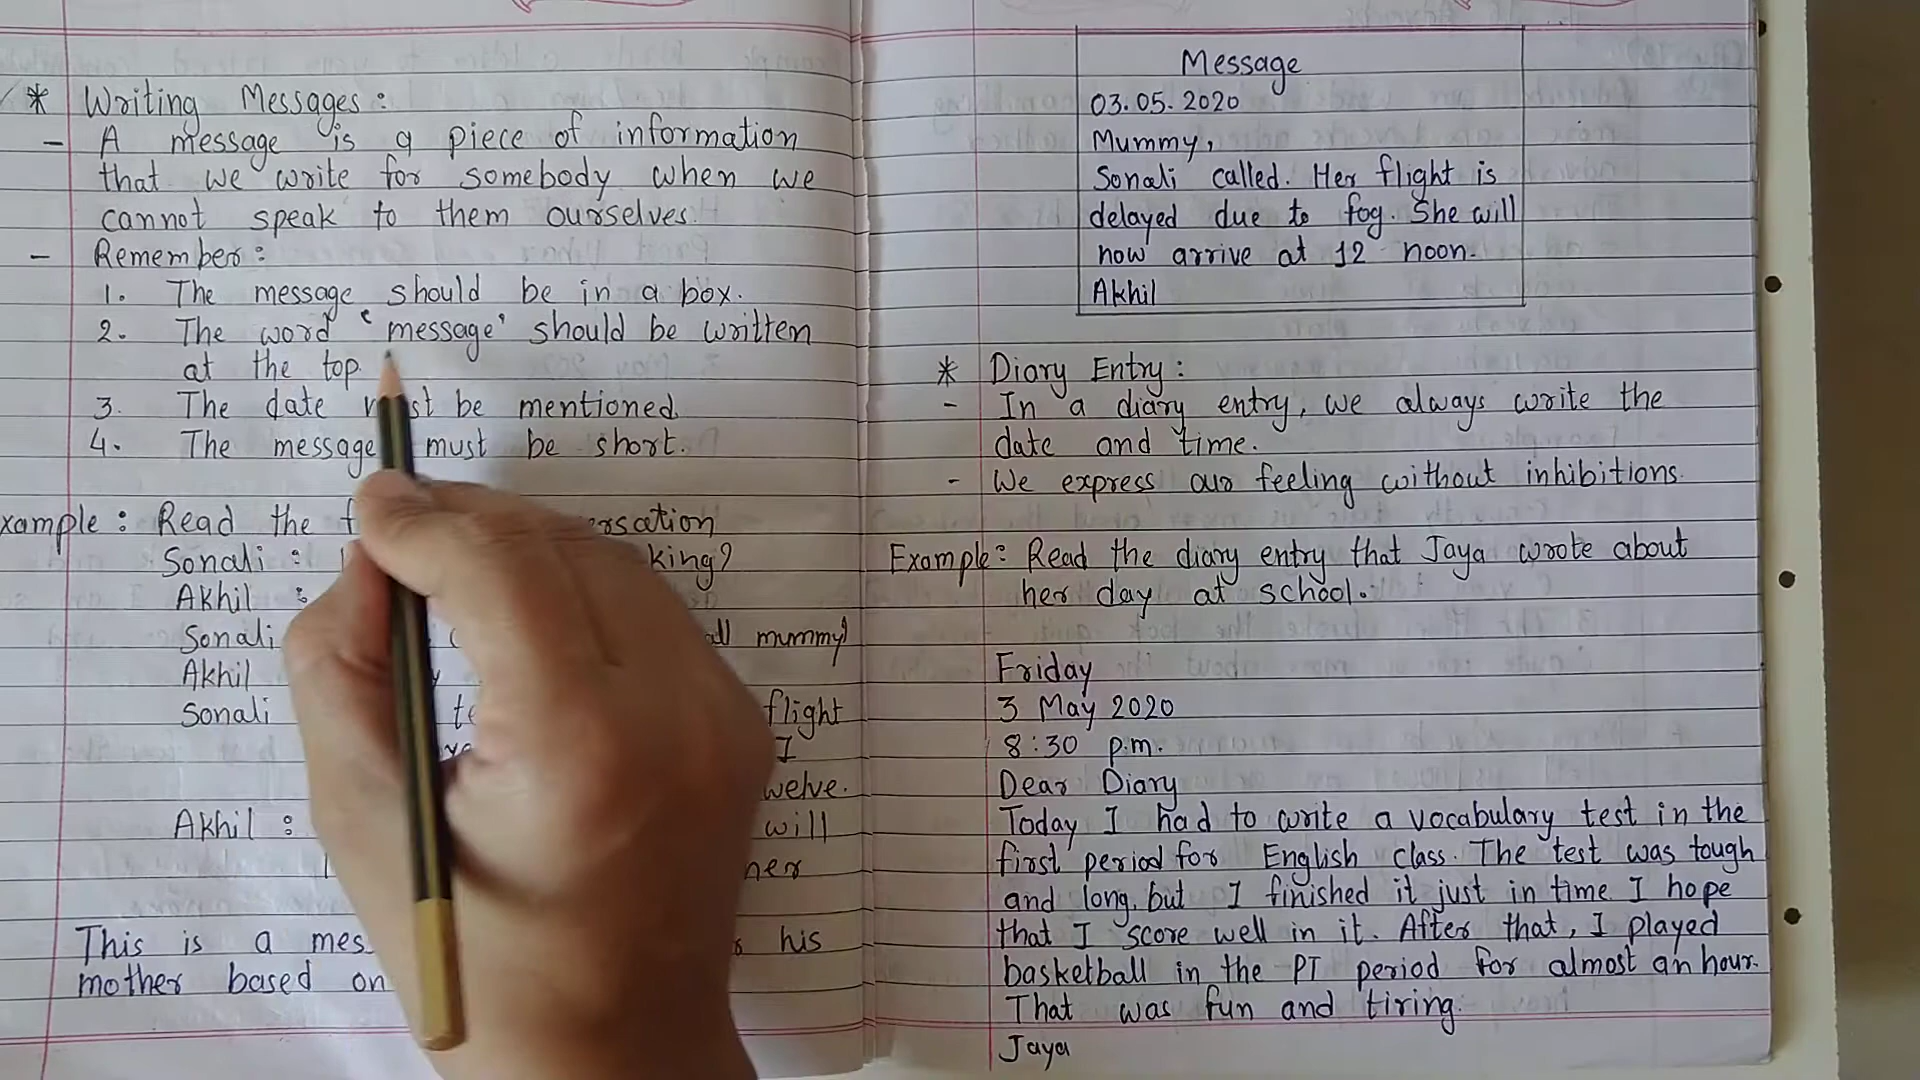 * Writing Messages :
- A message is a piece of information
that we write for somebody when we
cannot speak to them ourselves.
- Remember :
1. The message should be in a box.
2. The word 'message' should be written
at the top.
3. The date must be mentioned.
4. The message must be short.
xample : Read the
Sonali :
Akhil :
Sonali mummy?
Akhil
Sonali flight
I
Akhil : will
This is a his
mother based on
Message
03.05.2020
Mummy,
Sonali called. Her flight is
delayed due to fog. She will
now arrive at 12 noon.
Akhil
* Diary Entry :
- In a diary entry, we always write the
date and time.
- We express our feeling without inhibitions.
Example : Read the diary entry that Jaya wrote about
her day at school.
Friday
3 May 2020
8:30 p.m.
Dear Diary
Today I had to write a vocabulary test in the
first period for English class. The test was tough
and long, but I finished it just in time. I hope
that I score well in it. After that, I played
basketball in the PT period for almost an hour.
That was fun and tiring.
Jaya